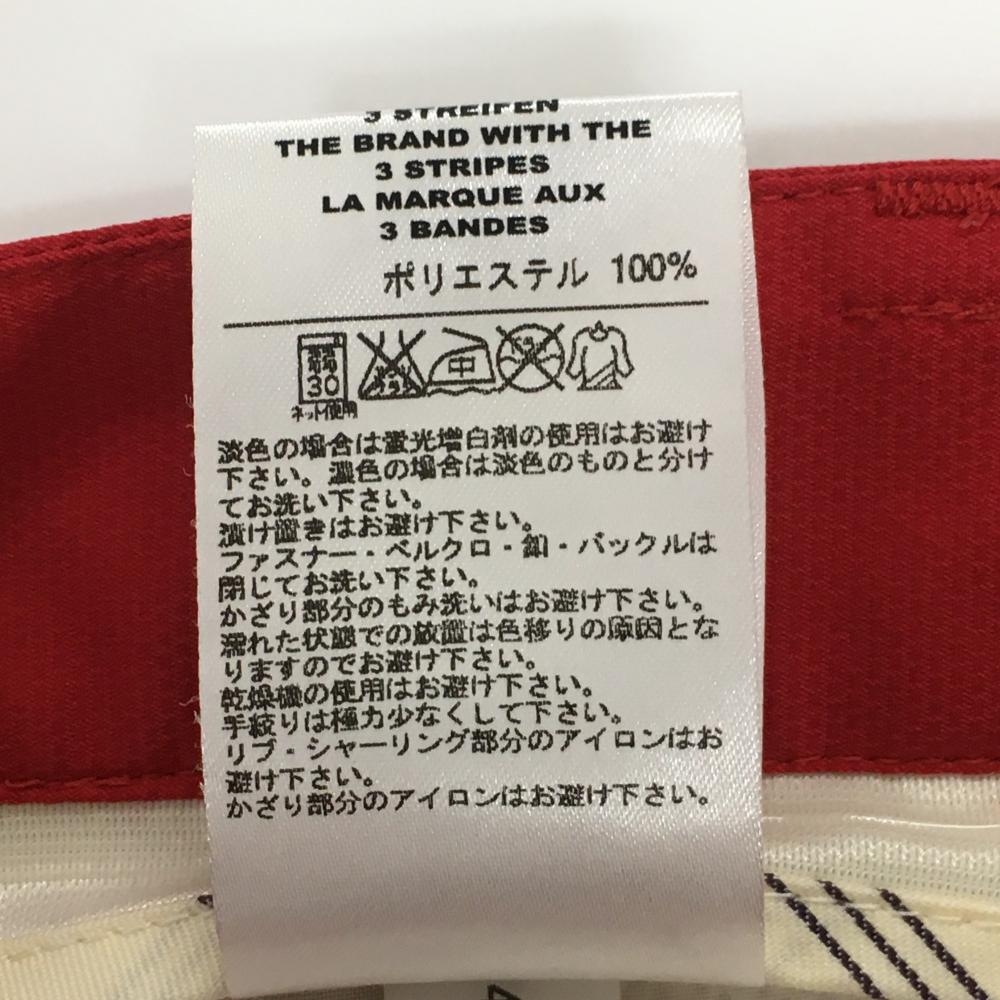 3 STREIFEN
THE BRAND WITH THE
3 STRIPES
LA MARQUE AUX
3 BANDES
ポリエステル 100%
30
中
ネット使用
淡色の場合は蛍光増白剤の使用はお避け
下さい。濃色の場合は淡色のものと分け
てお洗い下さい。
漬け置きはお避け下さい。
ファスナー・ベルクロ・釦・バックルは
閉じてお洗い下さい。
かざり部分のもみ洗いはお避け下さい。
濡れた状態での放置は色移りの原因とな
りますのでお避け下さい。
乾燥機の使用はお避け下さい。
手絞りは極力少なくして下さい。
リブ・シャーリング部分のアイロンはお
避け下さい。
かざり部分のアイロンはお避け下さい。